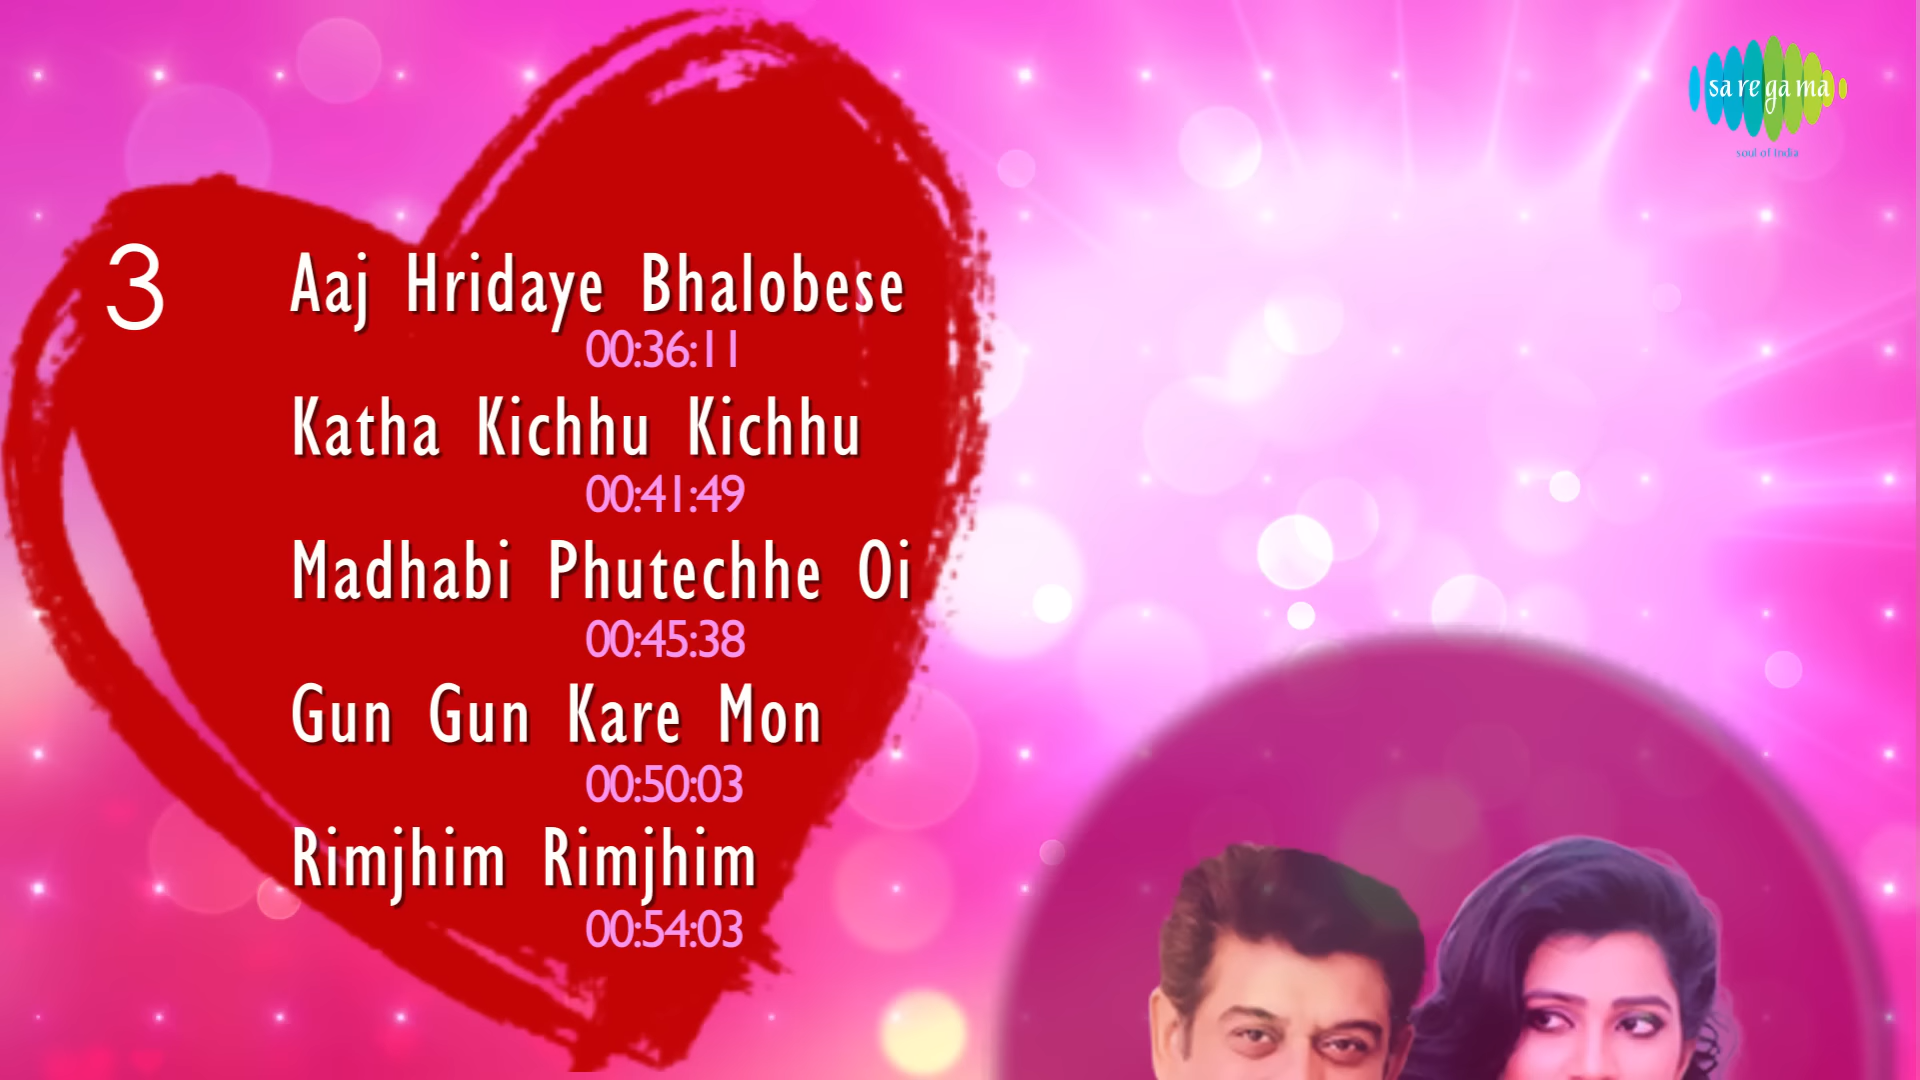 sa re ga ma
soul of India
3
Aaj Hridaye Bhalobese
00:36:11
Katha Kichhu Kichhu
00:41:49
Madhabi Phutechhe Oi
00:45:38
Gun Gun Kare Mon
00:50:03
Rimjhim Rimjhim
00:54:03